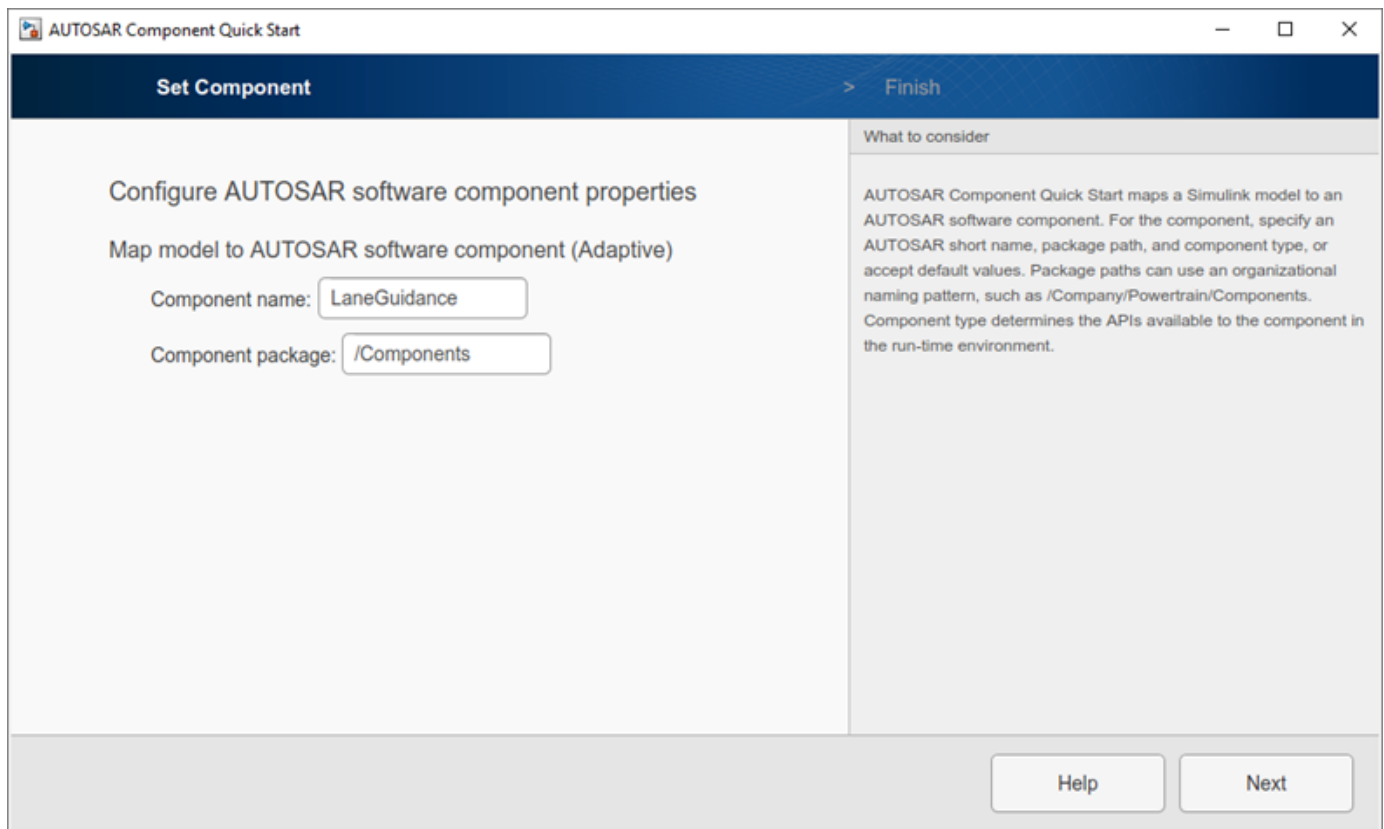 AUTOSAR Component Quick Start
Set Component
> Finish
Configure AUTOSAR software component properties
Map model to AUTOSAR software component (Adaptive)
Component name: LaneGuidance
Component package: /Components
What to consider
AUTOSAR Component Quick Start maps a Simulink model to an
AUTOSAR software component. For the component, specify an
AUTOSAR short name, package path, and component type, or
accept default values. Package paths can use an organizational
naming pattern, such as /Company/Powertrain/Components.
Component type determines the APIs available to the component in
the run-time environment.
Help
Next